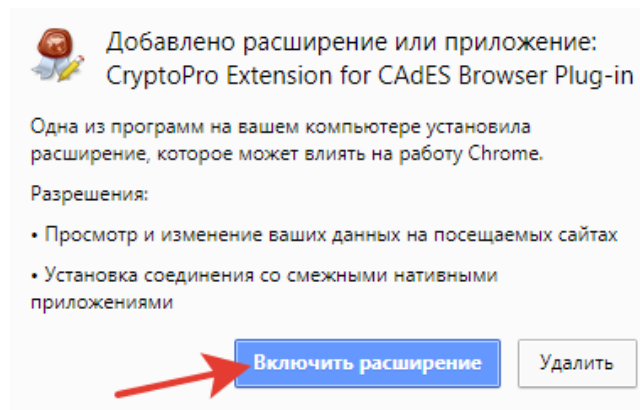 Добавлено расширение или приложение:
CryptoPro Extension for CAdES Browser Plug-in
Одна из программ на вашем компьютере установила
расширение, которое может влиять на работу Chrome.
Разрешения:
• Просмотр и изменение ваших данных на посещаемых сайтах
• Установка соединения со смежными нативными
приложениями
Включить расширение Удалить